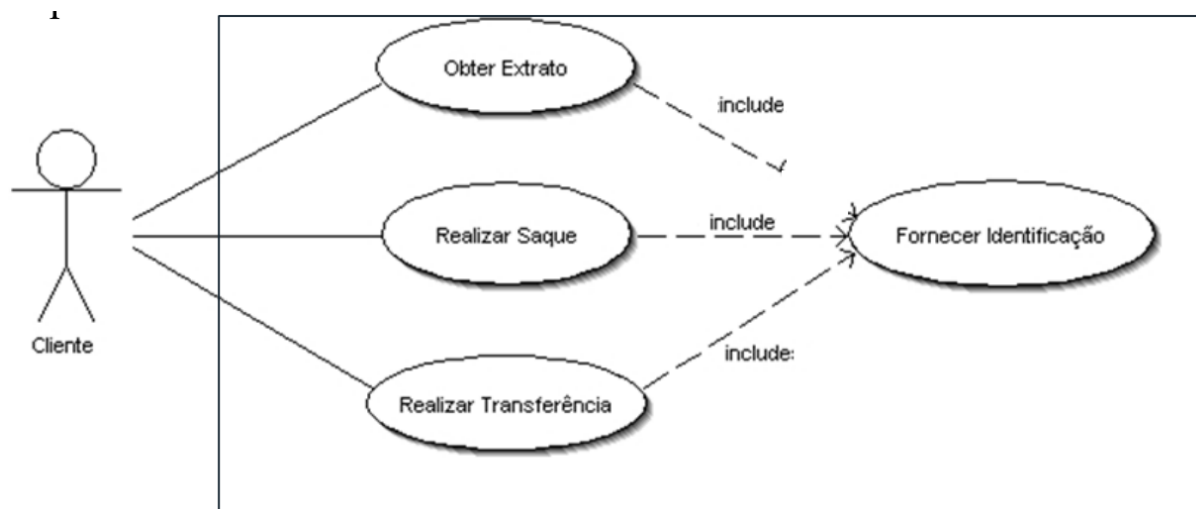 Obter Extrato
include
Realizar Saque
include
Fornecer Identificação
Cliente
include:
Realizar Transferência